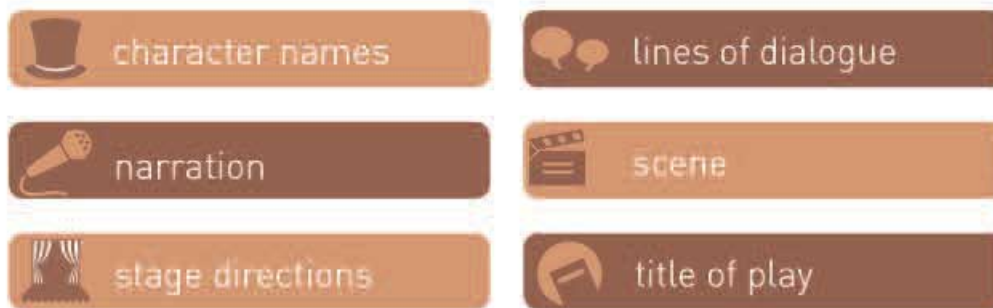 character names
lines of dialogue
narration
scene
stage directions
title of play